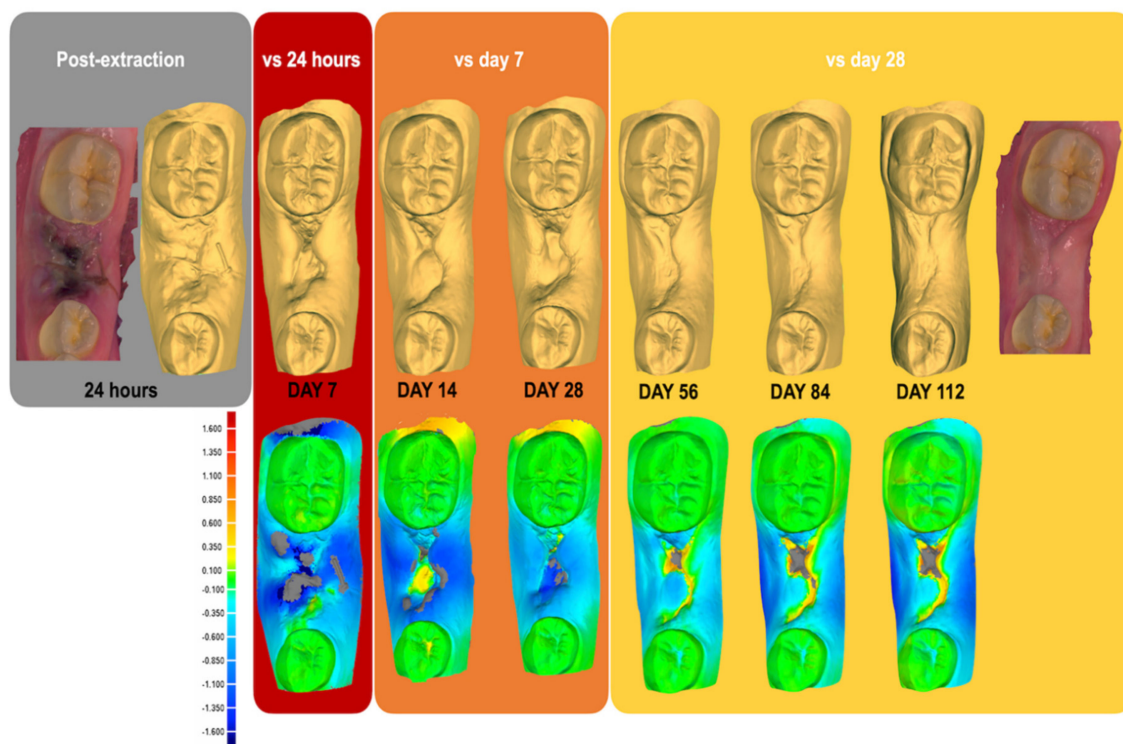 Post-extraction
vs 24 hours
vs day 7
vs day 28
24 hours
DAY 7
DAY 14
DAY 28
DAY 56
DAY 84
DAY 112
1.600
1.350
1.100
0.850
0.600
0.350
0.100
-0.100
-0.350
-0.600
-0.850
-1.100
-1.350
-1.600